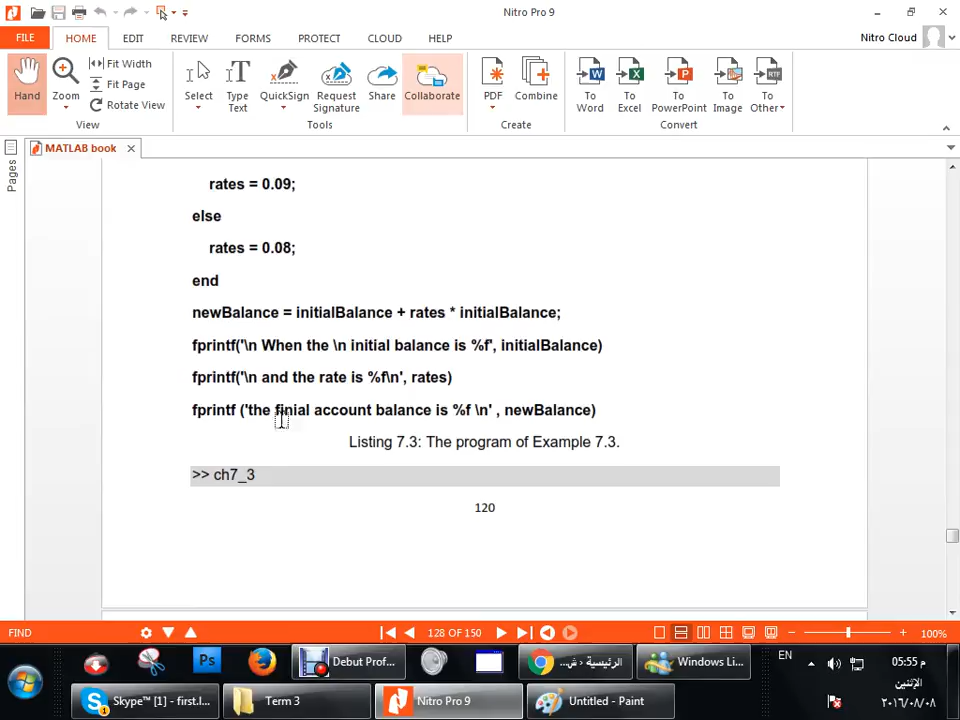 Nitro Pro 9
FILE HOME EDIT REVIEW FORMS PROTECT CLOUD HELP
Nitro Cloud
Hand
Zoom
Fit Width
Fit Page
Rotate View
Select
Type Text
QuickSign
Request Signature
Share
Collaborate
PDF
Combine
To Word
To Excel
To PowerPoint
To Image
To Other
View
Tools
Create
Convert
MATLAB book
Pages
rates = 0.09;
else
rates = 0.08;
end
newBalance = initialBalance + rates * initialBalance;
fprintf('\n When the \n initial balance is %f', initialBalance)
fprintf('\n and the rate is %f\n', rates)
fprintf ('the finial account balance is %f \n' , newBalance)
Listing 7.3: The program of Example 7.3.
>> ch7_3
120
FIND
128 OF 150
100%
Ps
Debut Prof...
الرئيسية - ش...
Windows Li...
EN
05:55 م
الإثنين
٢٠١٦/٠٨/٠٨
Skype™ [1] - first.l...
Term 3
Nitro Pro 9
Untitled - Paint